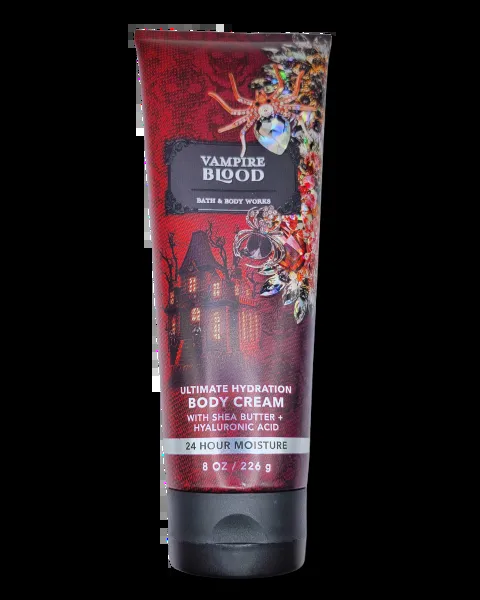 VAMPIRE
BLOOD
BATH & BODY WORKS
ULTIMATE HYDRATION
BODY CREAM
WITH SHEA BUTTER +
HYALURONIC ACID
24 HOUR MOISTURE
8 OZ / 226 g